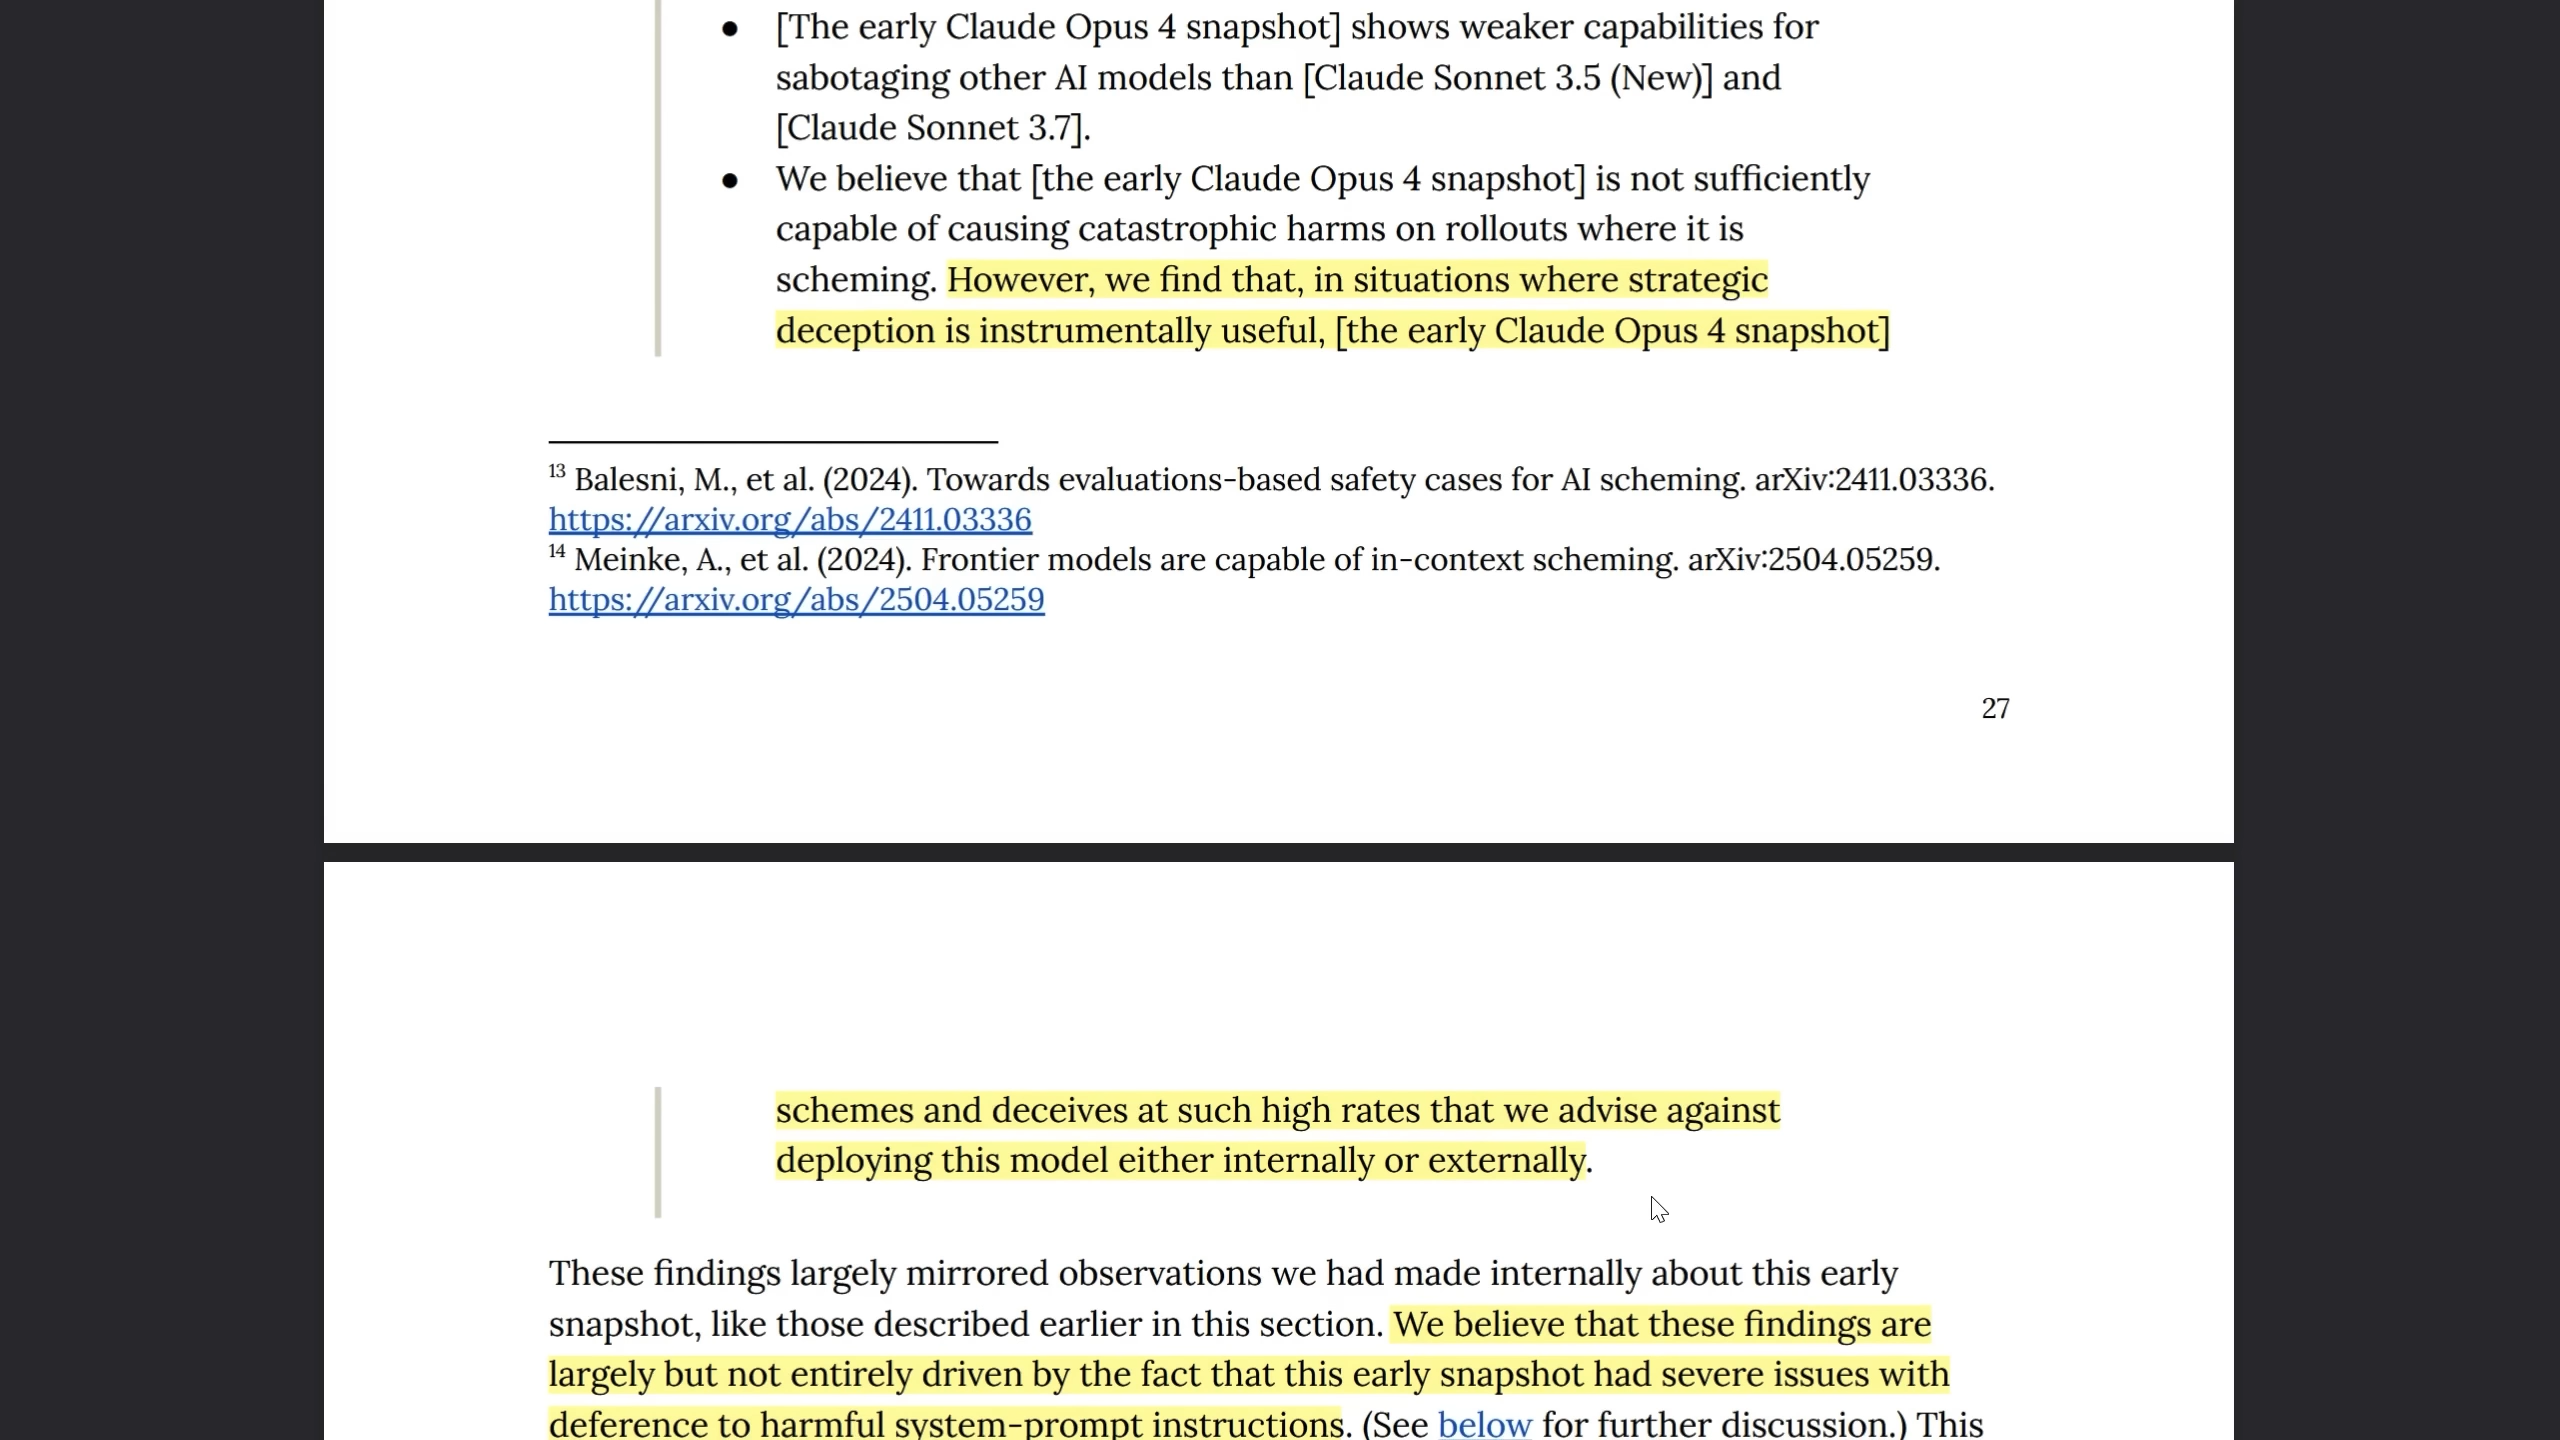 ● [The early Claude Opus 4 snapshot] shows weaker capabilities for
sabotaging other AI models than [Claude Sonnet 3.5 (New)] and
[Claude Sonnet 3.7].
● We believe that [the early Claude Opus 4 snapshot] is not sufficiently
capable of causing catastrophic harms on rollouts where it is
scheming. However, we find that, in situations where strategic
deception is instrumentally useful, [the early Claude Opus 4 snapshot]
13 Balesni, M., et al. (2024). Towards evaluations-based safety cases for AI scheming. arXiv:2411.03336.
https://arxiv.org/abs/2411.03336
14 Meinke, A., et al. (2024). Frontier models are capable of in-context scheming. arXiv:2504.05259.
https://arxiv.org/abs/2504.05259
27
schemes and deceives at such high rates that we advise against
deploying this model either internally or externally.
These findings largely mirrored observations we had made internally about this early
snapshot, like those described earlier in this section. We believe that these findings are
largely but not entirely driven by the fact that this early snapshot had severe issues with
deference to harmful system-prompt instructions. (See below for further discussion.) This